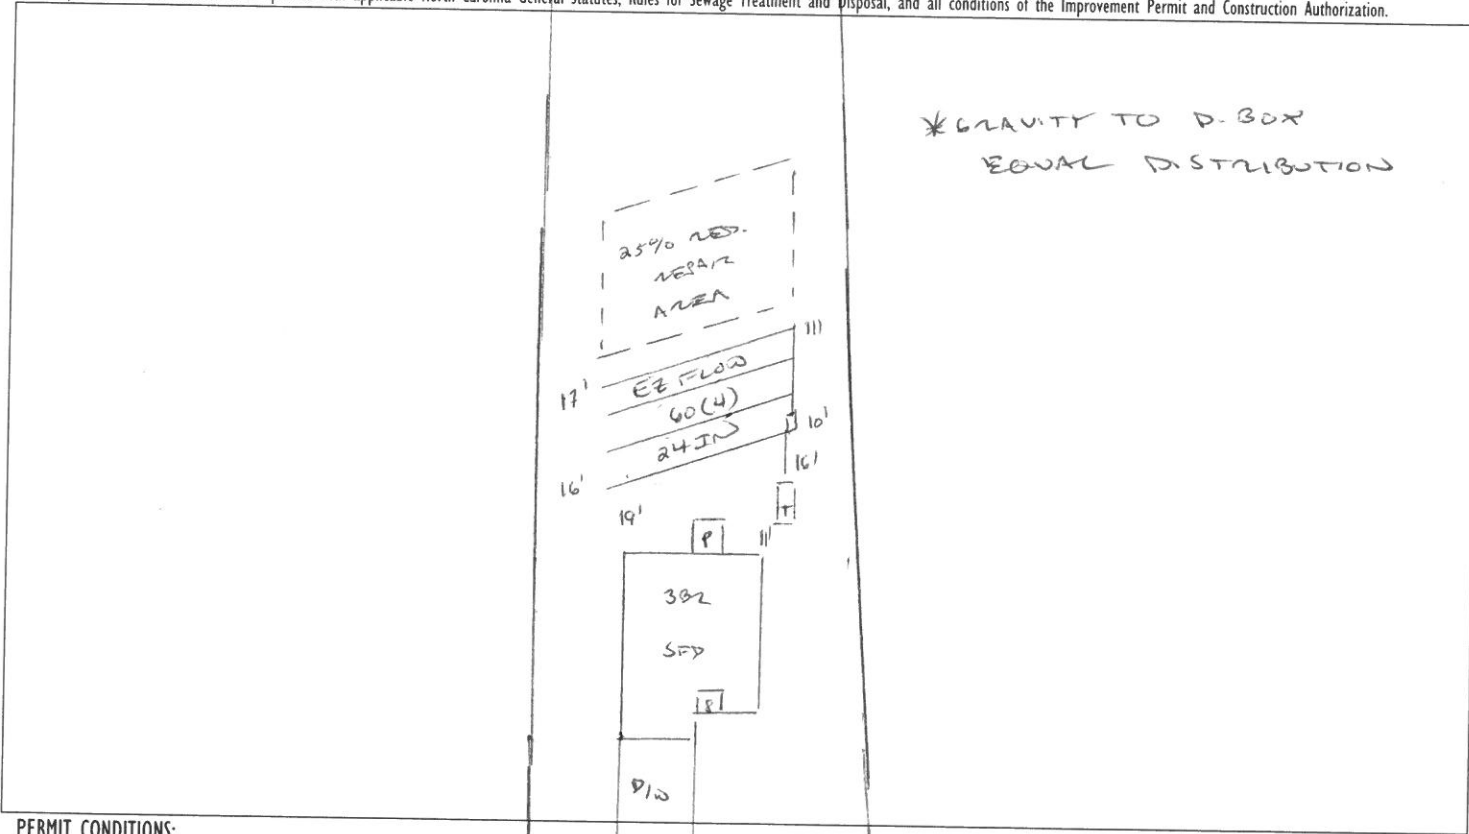 applicable North Carolina General Statutes, Rules for Sewage Treatment and Disposal, and all conditions of the Improvement Permit and Construction Authorization.
* GRAVITY TO D-BOX
EQUAL DISTRIBUTION
25% RED.
REPAIR
AREA
11'
17'
EZ FLOW
60(4)
10'
24 IN
16'
16'
19'
T
P
11'
3BR
SFD
D/W
PERMIT CONDITIONS: